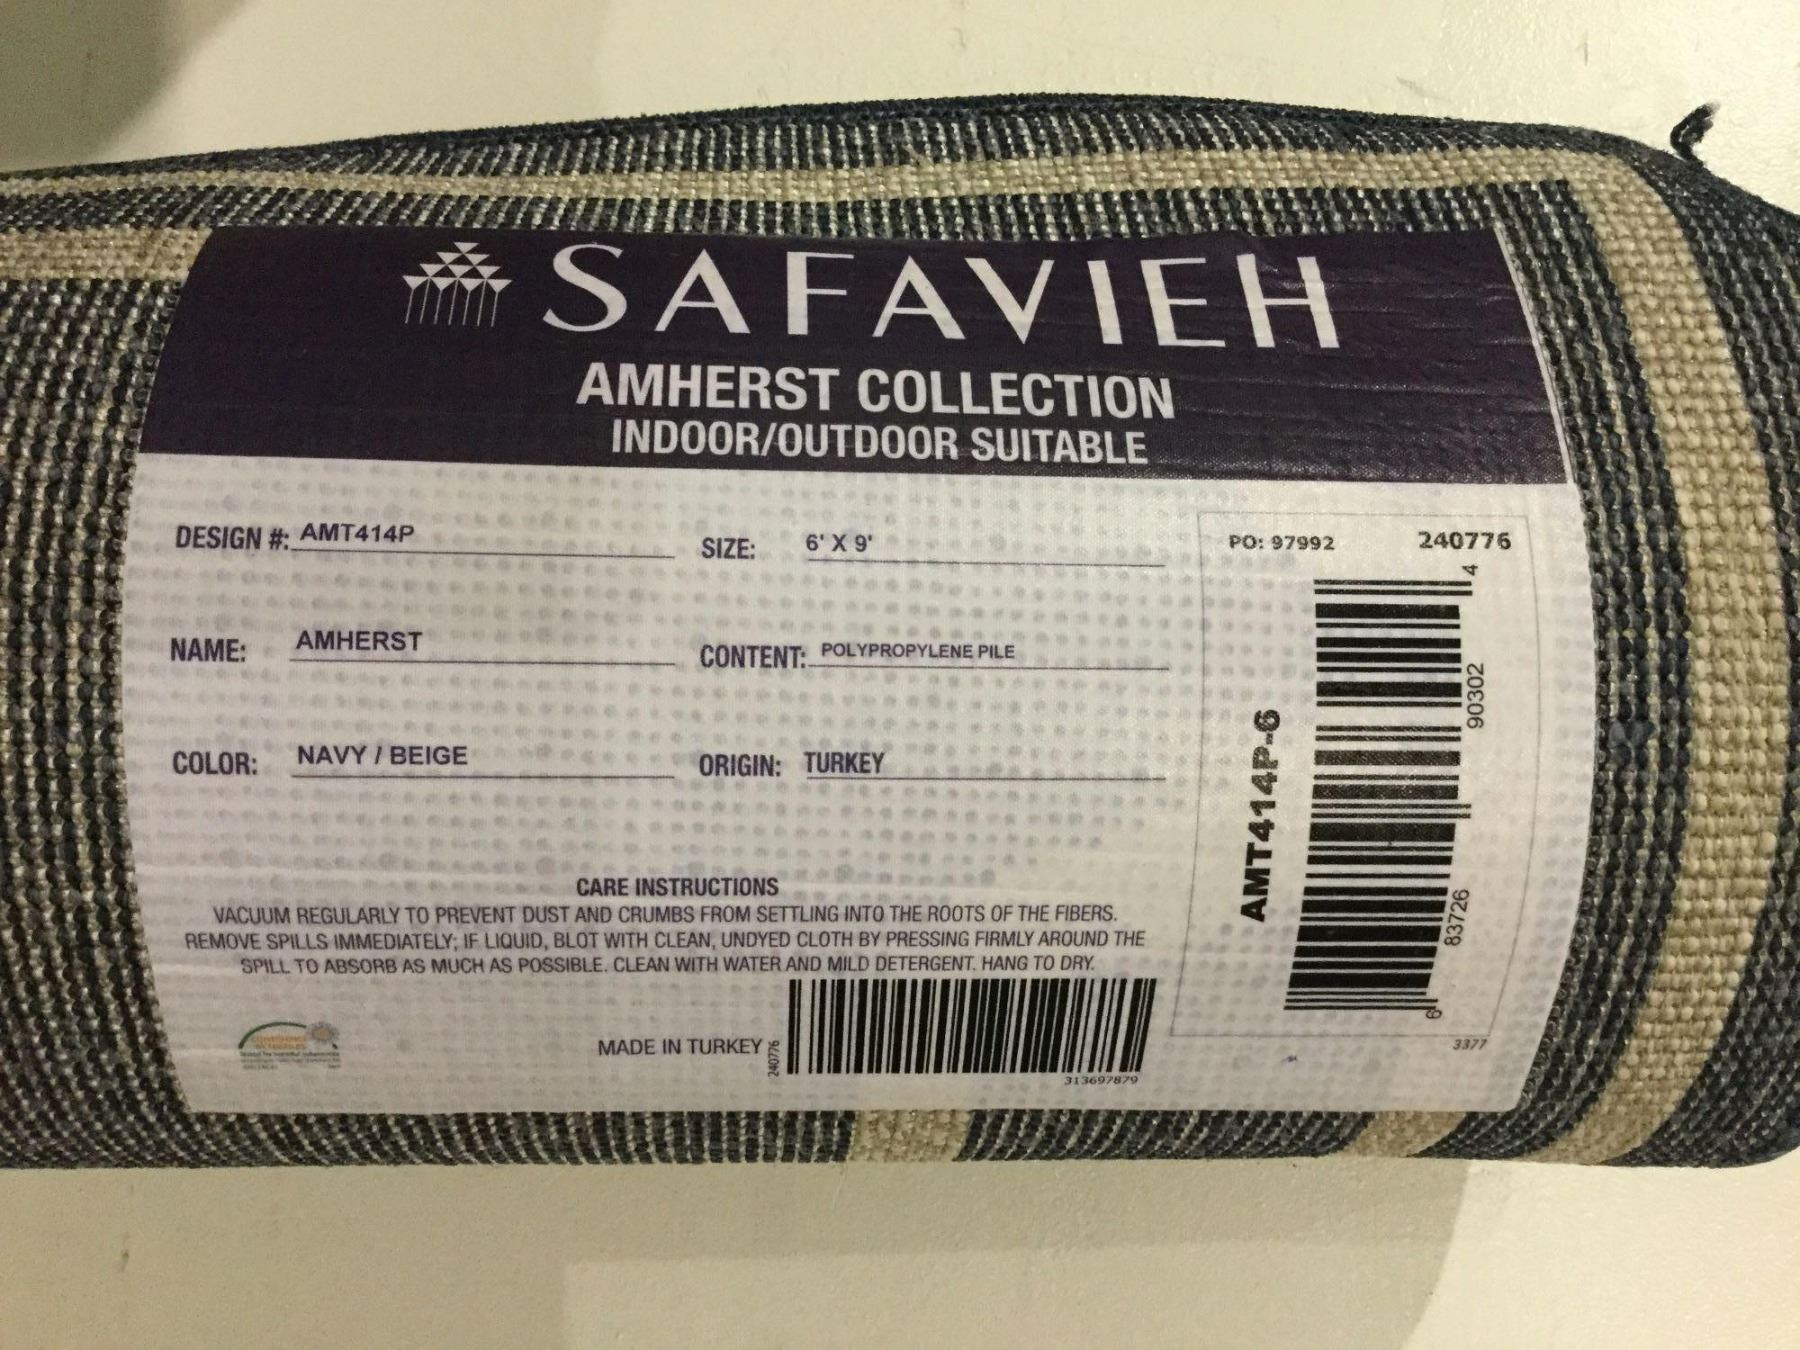 SAFAVIEH
AMHERST COLLECTION
INDOOR/OUTDOOR SUITABLE
DESIGN #: AMT414P
SIZE: 6' X 9'
NAME: AMHERST
CONTENT: POLYPROPYLENE PILE
COLOR: NAVY / BEIGE
ORIGIN: TURKEY
CARE INSTRUCTIONS
VACUUM REGULARLY TO PREVENT DUST AND CRUMBS FROM SETTLING INTO THE ROOTS OF THE FIBERS.
REMOVE SPILLS IMMEDIATELY; IF LIQUID, BLOT WITH CLEAN, UNDYED CLOTH BY PRESSING FIRMLY AROUND THE
SPILL TO ABSORB AS MUCH AS POSSIBLE. CLEAN WITH WATER AND MILD DETERGENT. HANG TO DRY.
MADE IN TURKEY
240776
313697879
PO: 97992 240776
AMT414P-6
6 83726 90302 4
3377